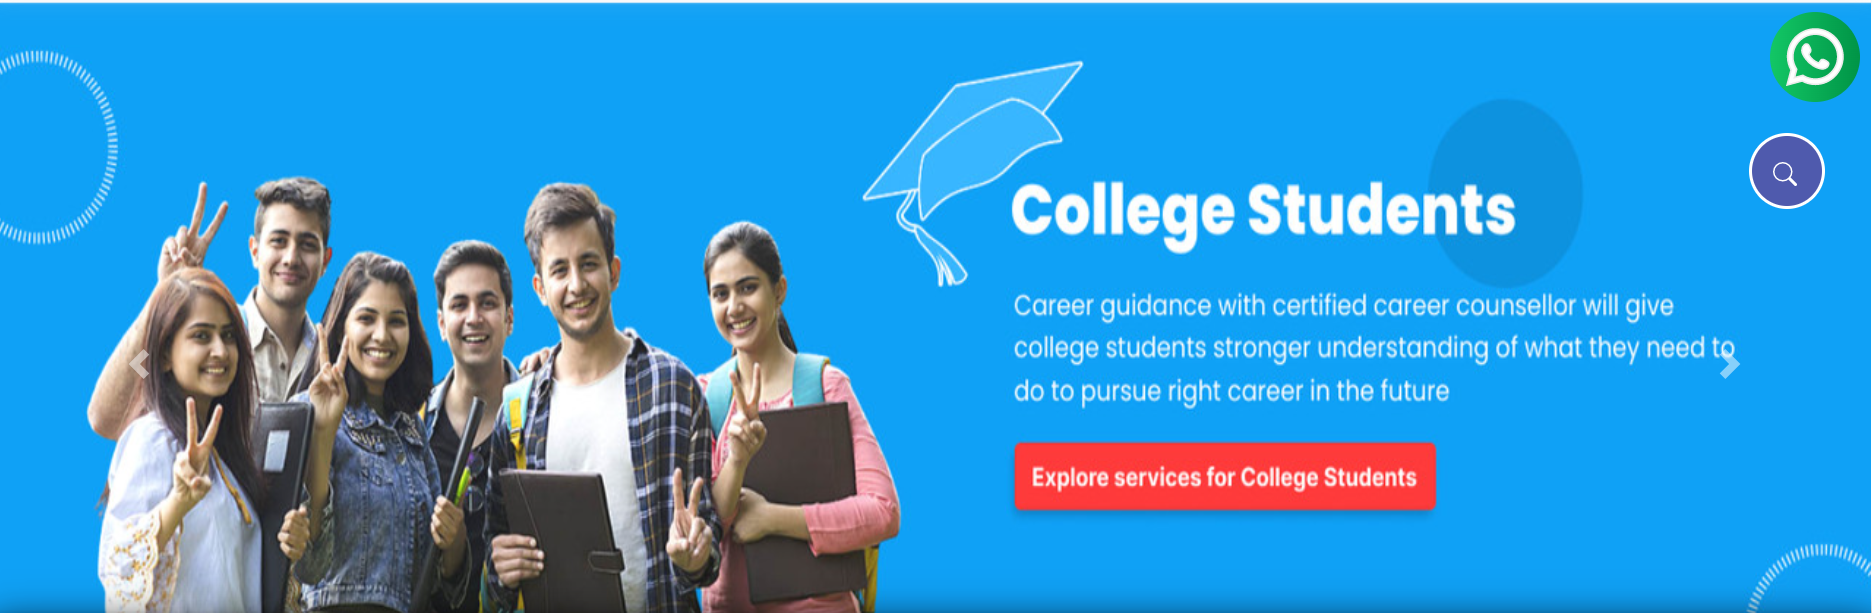 College Students
Career guidance with certified career counsellor will give
college students stronger understanding of what they need to
do to pursue right career in the future
Explore services for College Students